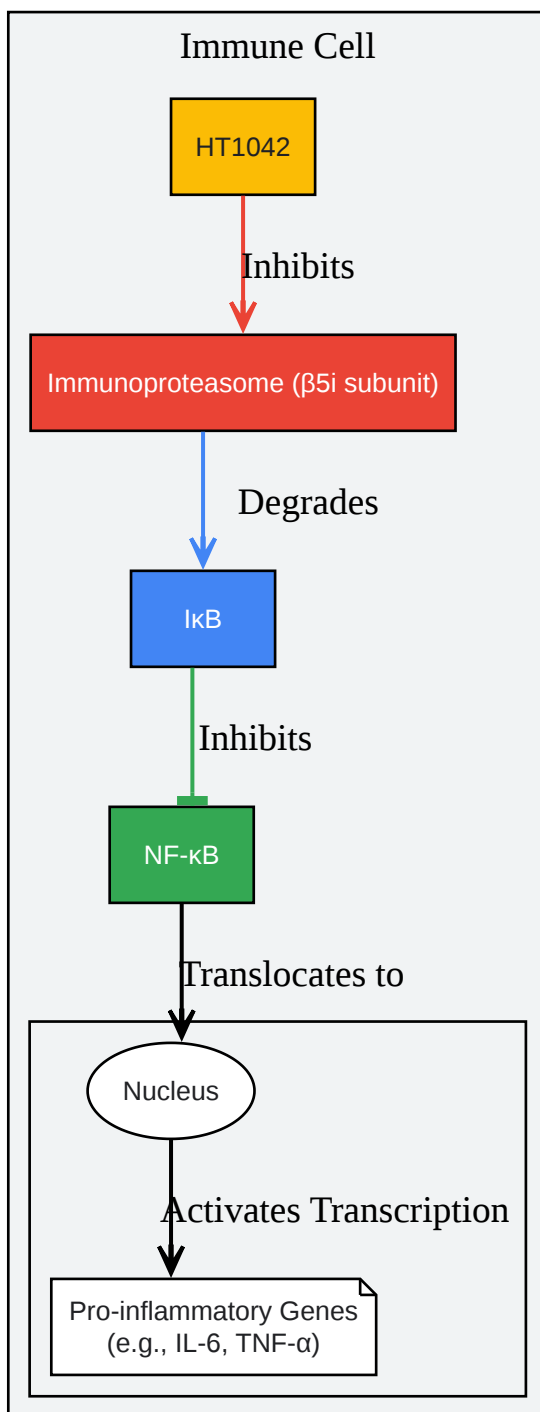 Immune Cell
HT1042
Inhibits
Immunoproteasome (β5i subunit)
Degrades
IκB
Inhibits
NF-κB
Translocates to
Nucleus
Activates Transcription
Pro-inflammatory Genes
(e.g., IL-6, TNF-α)